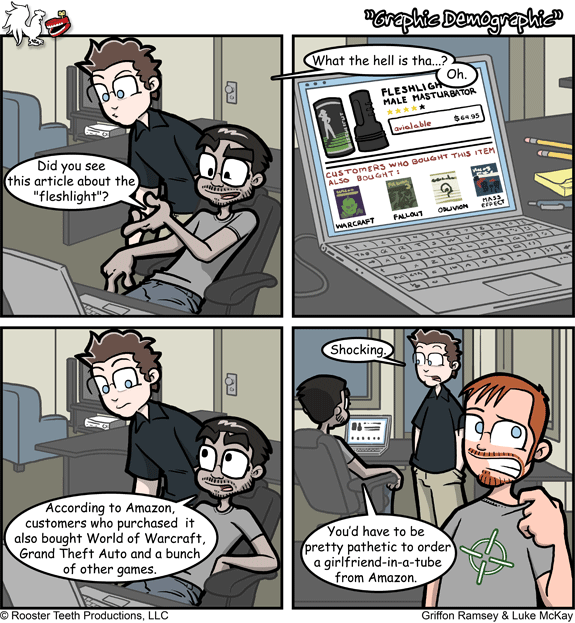 "Graphic Demographic"
Did you see
this article about the
"fleshlight"?
What the hell is tha...?
Oh.
FLESHLIGH
MALE MASTURBATOR
avialable
$64.95
CUSTOMERS WHO BOUGHT THIS ITEM
ALSO BOUGHT:
WARCRAFT
FALLOUT
OBLIVION
MASS
EFFECT
According to Amazon,
customers who purchased it
also bought World of Warcraft,
Grand Theft Auto and a bunch
of other games.
Shocking.
You'd have to be
pretty pathetic to order
a girlfriend-in-a-tube
from Amazon.
© Rooster Teeth Productions, LLC
Griffon Ramsey & Luke McKay